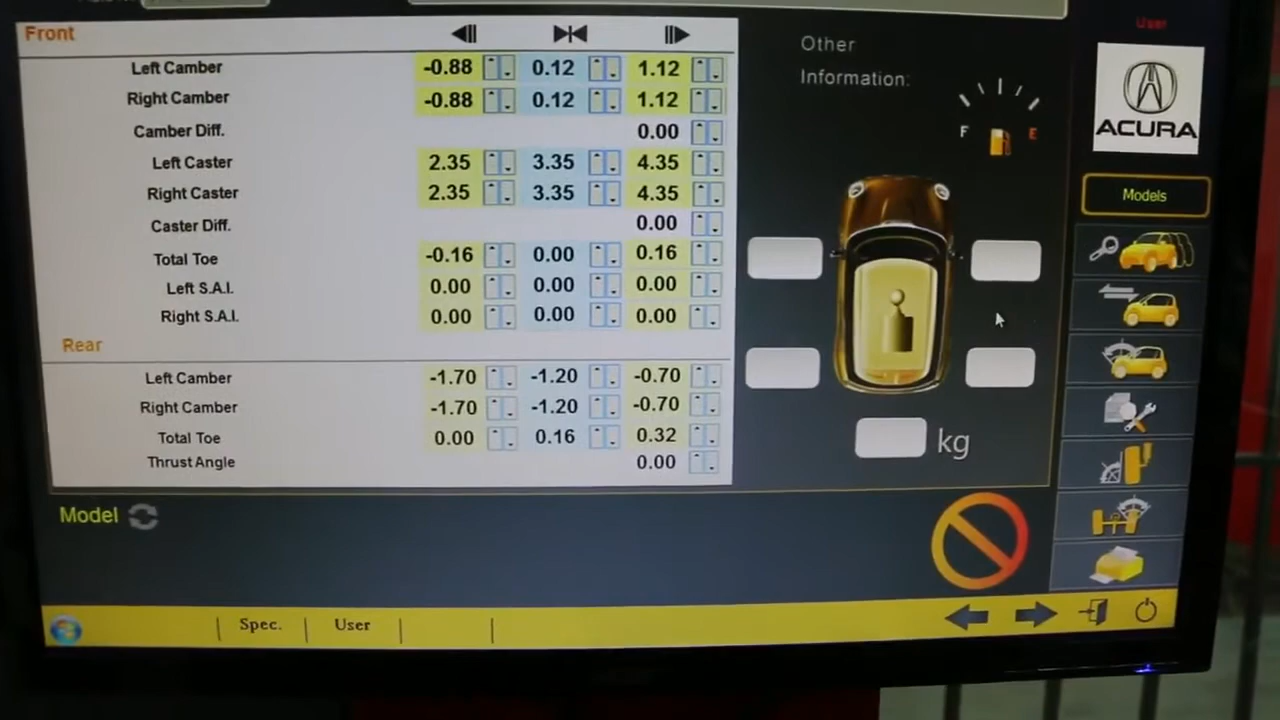 Front
Left Camber -0.88 0.12 1.12
Right Camber -0.88 0.12 1.12
Camber Diff. 0.00
Left Caster 2.35 3.35 4.35
Right Caster 2.35 3.35 4.35
Caster Diff. 0.00
Total Toe -0.16 0.00 0.16
Left S.A.I. 0.00 0.00 0.00
Right S.A.I. 0.00 0.00 0.00
Rear
Left Camber -1.70 -1.20 -0.70
Right Camber -1.70 -1.20 -0.70
Total Toe 0.00 0.16 0.32
Thrust Angle 0.00
Model
Spec. User
Other
Information:
F E
kg
User
ACURA
Models